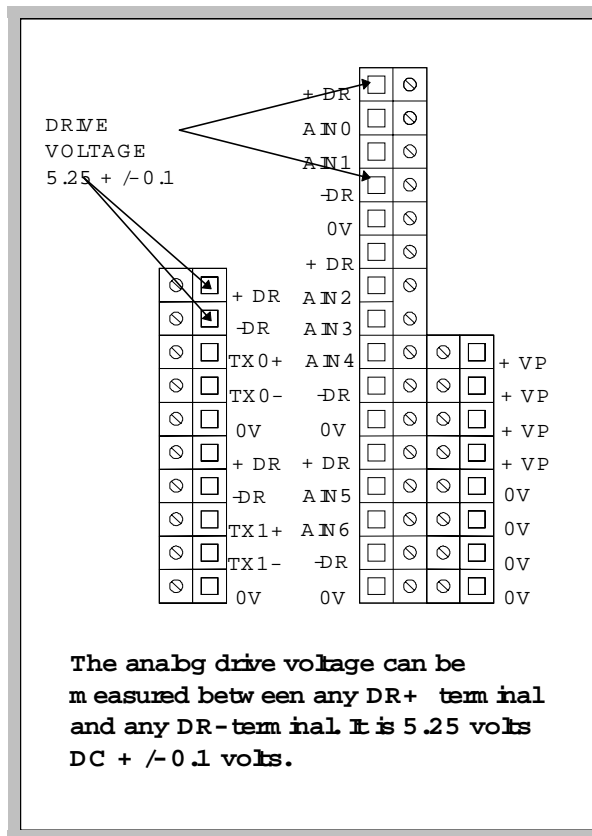 DRIVE
VOLTAGE
5.25 +/-0.1
+ DR
AIN0
AIN1
-DR
0V
+ DR
AIN2
AIN3
AIN4
-DR
0V
+ DR
AIN5
AIN6
-DR
0V
+ DR
-DR
TX0+
TX0-
0V
+ DR
-DR
TX1+
TX1-
0V
+ VP
+ VP
+ VP
+ VP
0V
0V
0V
0V
The analog drive voltage can be
measured between any DR+ terminal
and any DR- terminal. It is 5.25 volts
DC +/-0.1 volts.